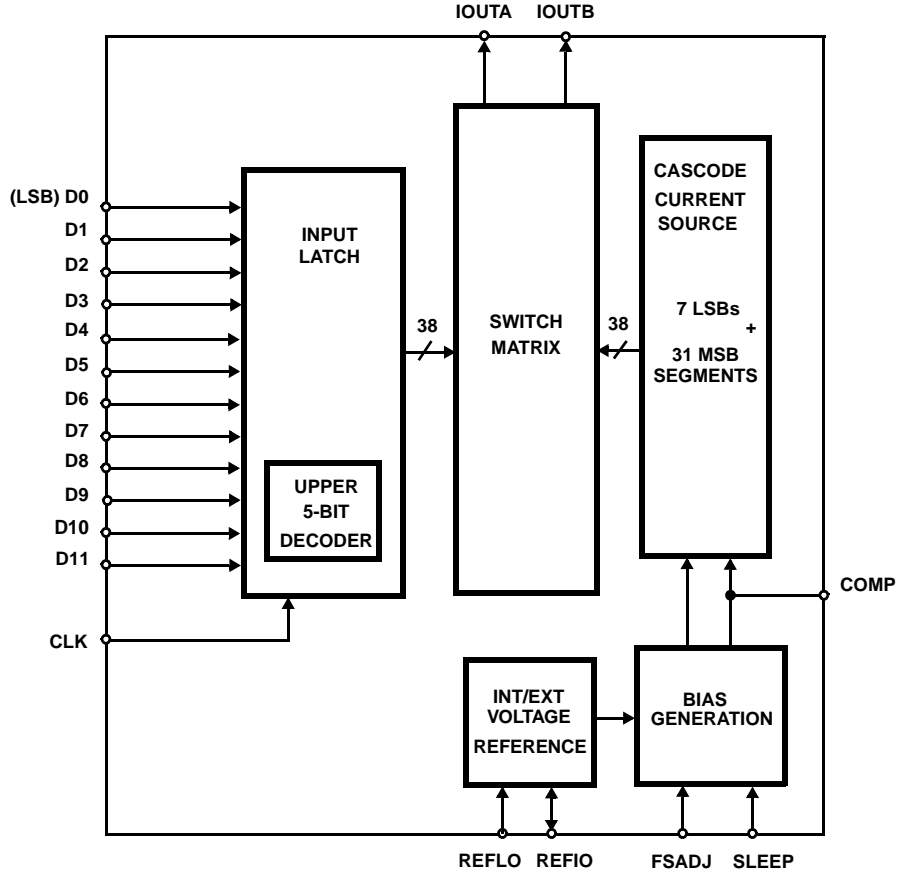 IOUTA IOUTB
(LSB) D0
D1
D2
D3
D4
D5
D6
D7
D8
D9
D10
D11
CLK
INPUT
LATCH
UPPER
5-BIT
DECODER
38
SWITCH
MATRIX
38
CASCODE
CURRENT
SOURCE
7 LSBs
+
31 MSB
SEGMENTS
COMP
INT/EXT
VOLTAGE
REFERENCE
BIAS
GENERATION
REFLO REFIO FSADJ SLEEP